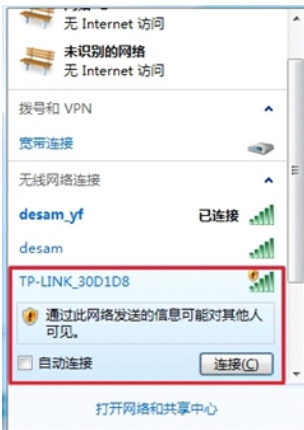 无 Internet 访问
未识别的网络
无 Internet 访问
拨号和 VPN
宽带连接
无线网络连接
desam_yf 已连接
desam
TP-LINK_30D1D8
通过此网络发送的信息可能对其他人
可见。
自动连接 连接(C)
打开网络和共享中心